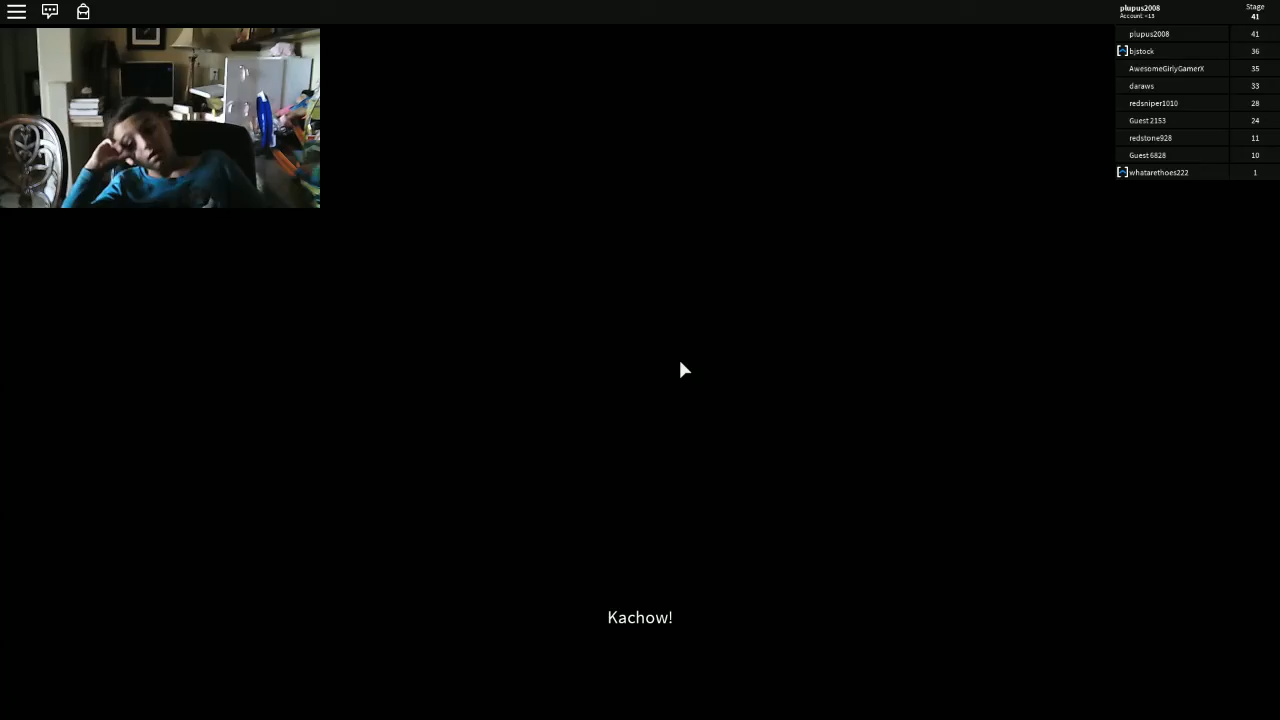 plupus2008 Stage
Account: <13 41
plupus2008 41
bjstock 36
AwesomeGirlyGamerX 35
daraws 33
redsniper1010 28
Guest 2153 24
redstone928 11
Guest 6828 10
whatarethoes222 1
Kachow!